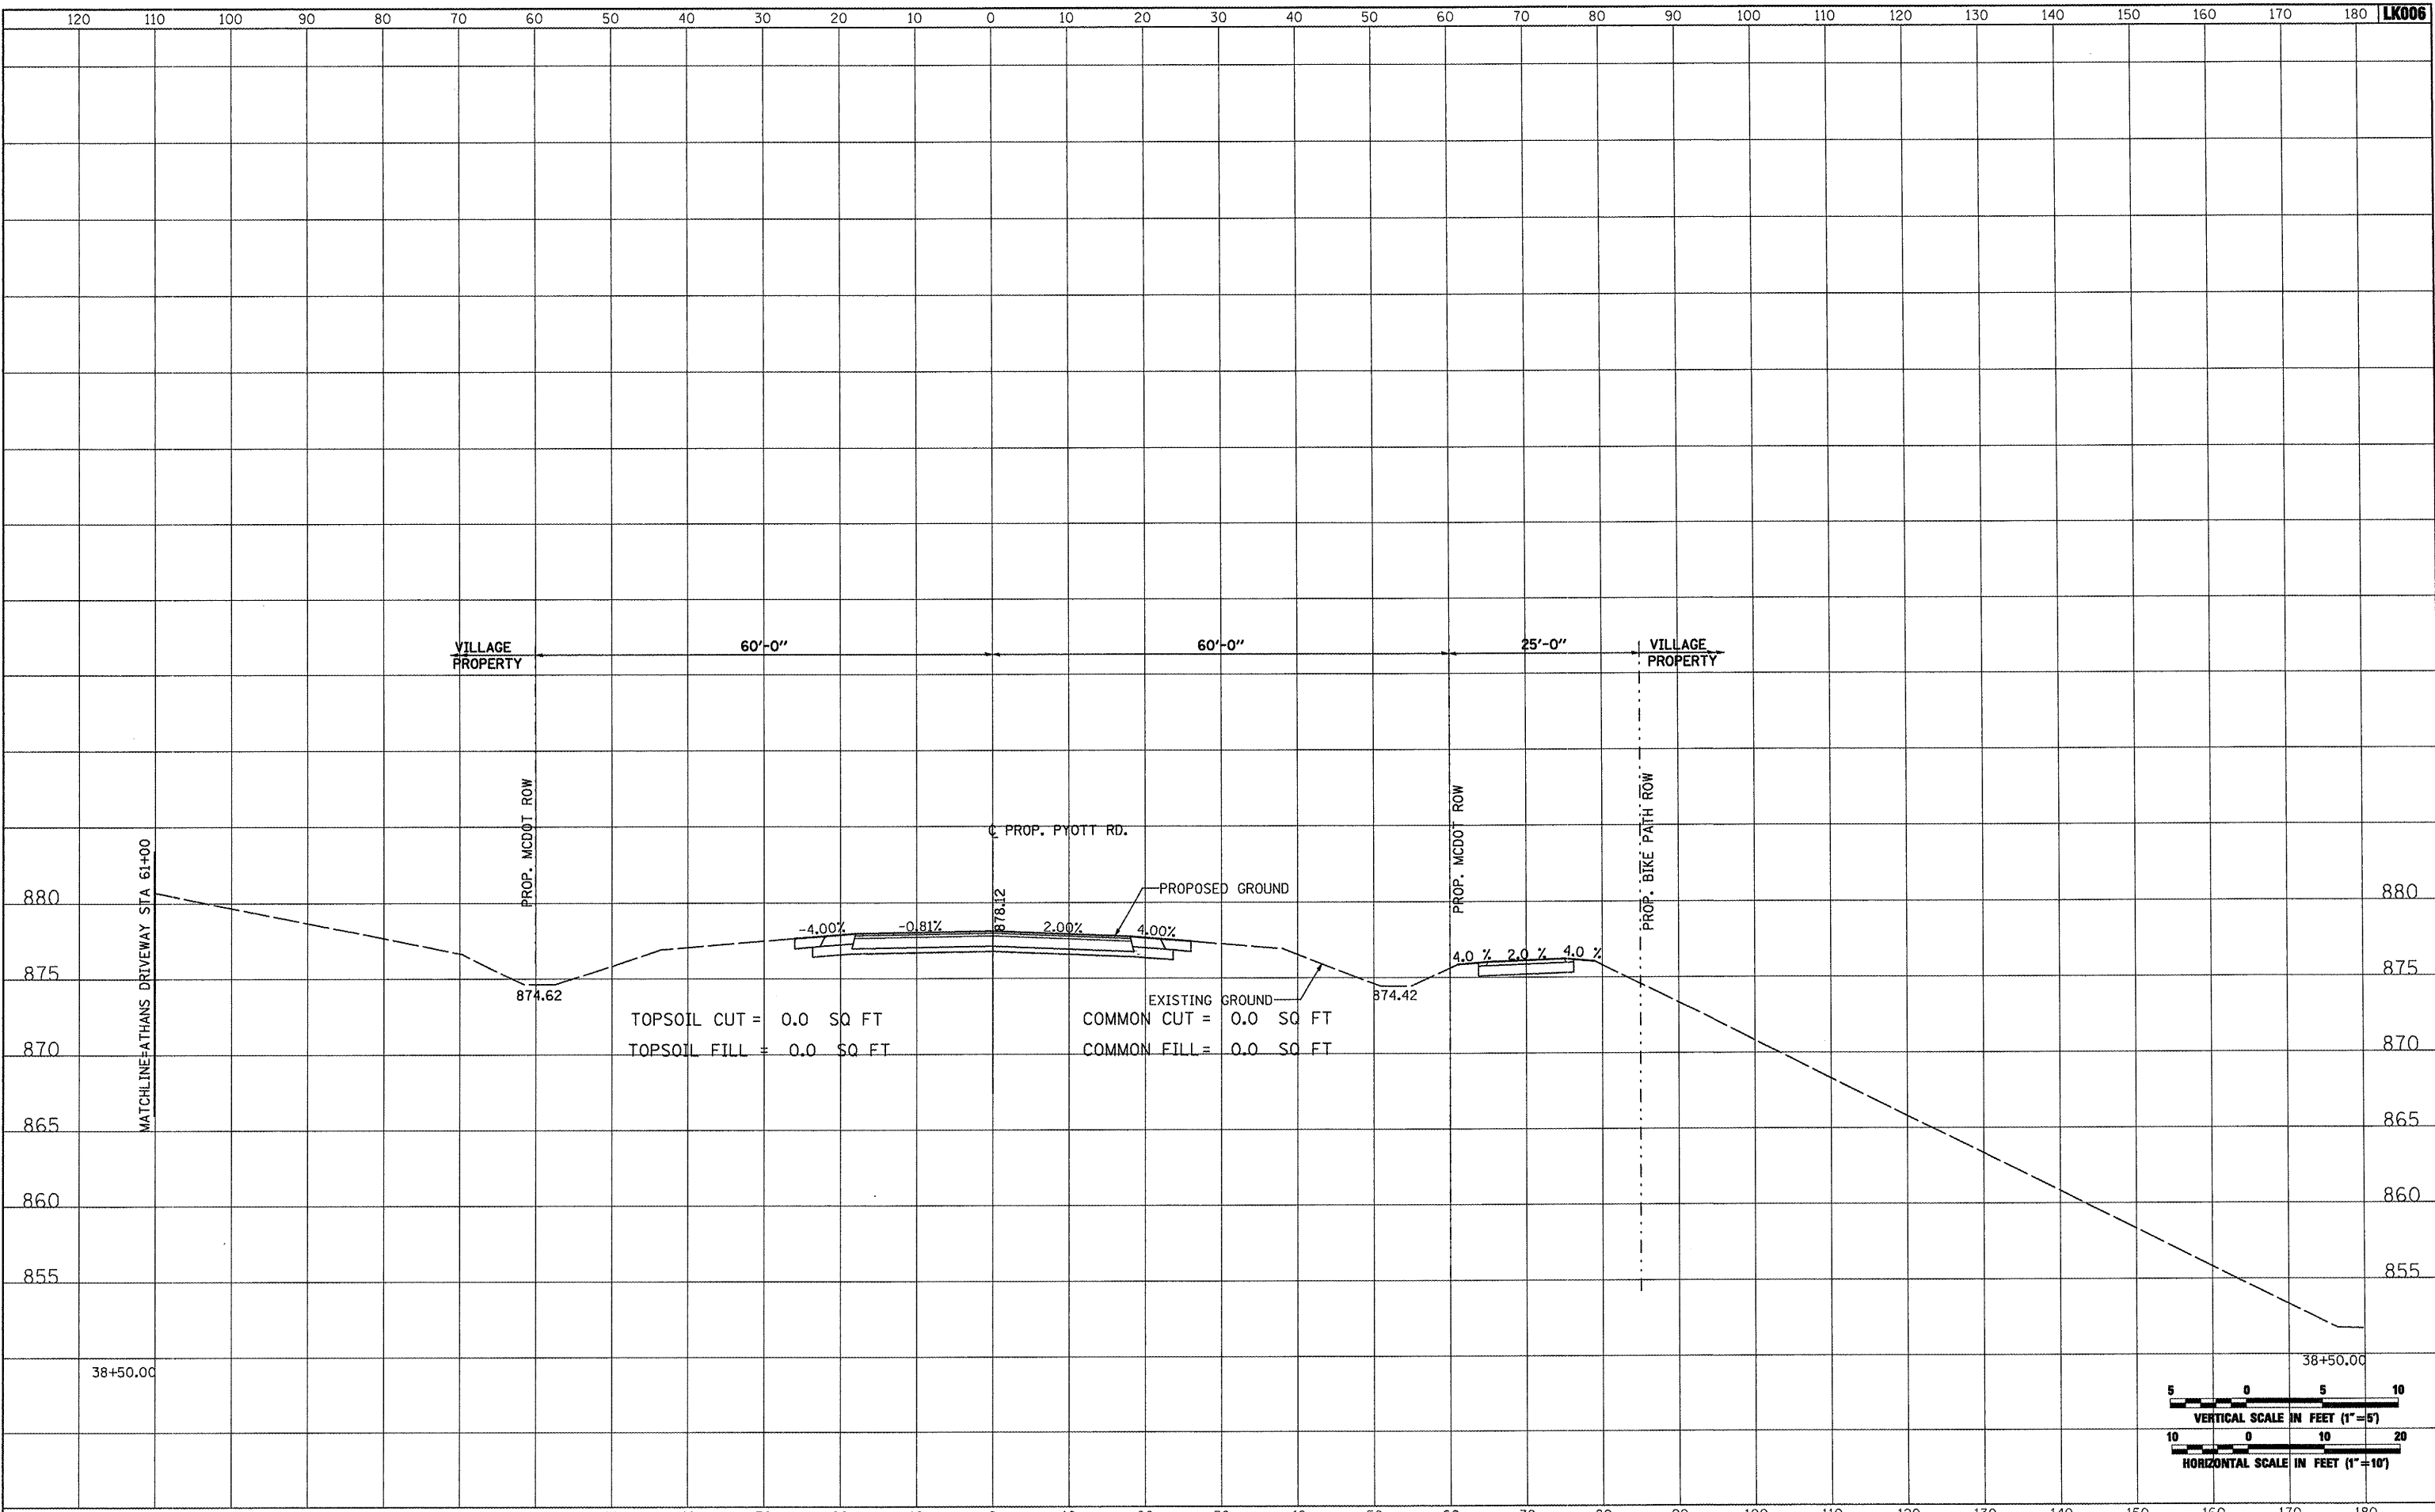 120 110 100 90 80 70 60 50 40 30 20 10 0 10 20 30 40 50 60 70 80 90 100 110 120 130 140 150 160 170 180 LK006
VILLAGE
PROPERTY
60'-0"
60'-0"
25'-0"
VILLAGE
PROPERTY
MATCHLINE=ATHANS DRIVEWAY STA 61+00
PROP. MCDOT ROW
℄ PROP. PYOTT RD.
PROP. MCDOT ROW
PROP. BIKE PATH ROW
880 880
PROPOSED GROUND
878.12
-4.00% -0.81% 2.00% 4.00%
4.0 % 2.0 % 4.0 %
875 875
874.62
874.42
EXISTING GROUND
TOPSOIL CUT = 0.0 SQ FT
COMMON CUT = 0.0 SQ FT
TOPSOIL FILL = 0.0 SQ FT
COMMON FILL= 0.0 SQ FT
870 870
865 865
860 860
855 855
38+50.00 38+50.00
5 0 5 10
VERTICAL SCALE IN FEET (1"=5')
10 0 10 20
HORIZONTAL SCALE IN FEET (1"=10')